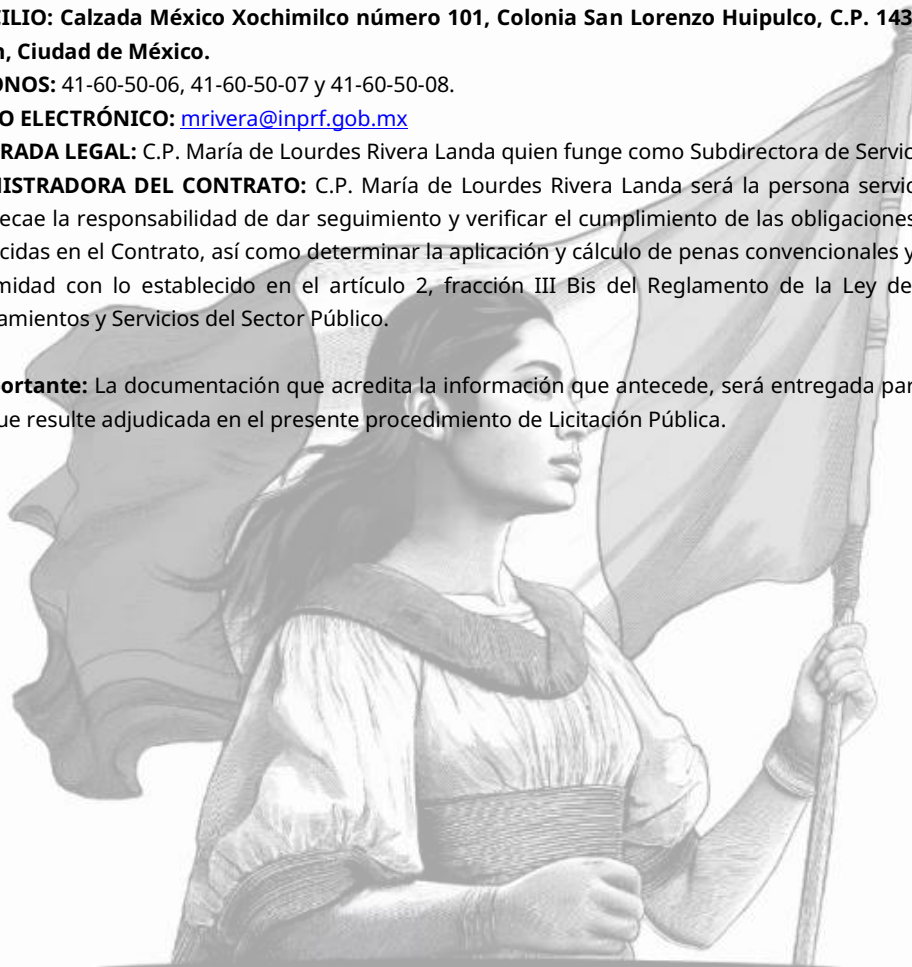 ILIO: Calzada México Xochimilco número 101, Colonia San Lorenzo Huipulco, C.P. 143
, Ciudad de México.
ONOS: 41-60-50-06, 41-60-50-07 y 41-60-50-08.
O ELECTRÓNICO: mrivera@inprf.gob.mx
RADA LEGAL: C.P. María de Lourdes Rivera Landa quien funge como Subdirectora de Servic
ISTRADORA DEL CONTRATO: C.P. María de Lourdes Rivera Landa será la persona servic
ecae la responsabilidad de dar seguimiento y verificar el cumplimiento de las obligaciones
cidas en el Contrato, así como determinar la aplicación y cálculo de penas convencionales y
midad con lo establecido en el artículo 2, fracción III Bis del Reglamento de la Ley de
amientos y Servicios del Sector Público.
ortante: La documentación que acredita la información que antecede, será entregada par
ue resulte adjudicada en el presente procedimiento de Licitación Pública.